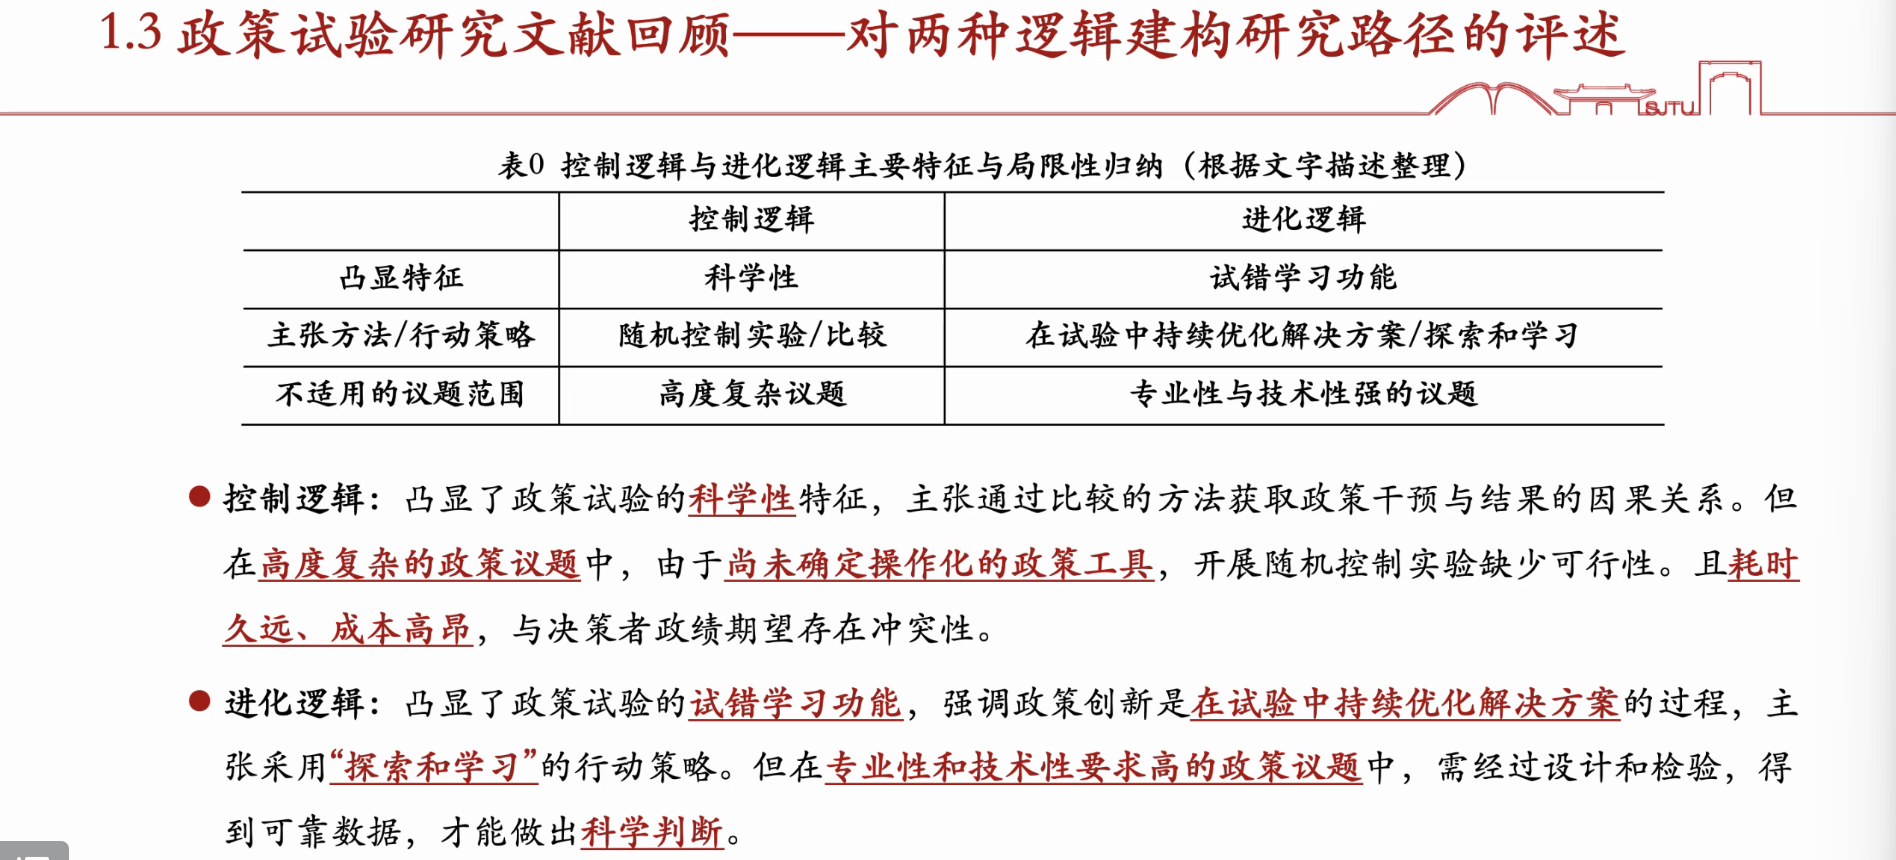 1.3 政策试验研究文献回顾——对两种逻辑建构研究路径的评述
SJTU
表0 控制逻辑与进化逻辑主要特征与局限性归纳（根据文字描述整理）
控制逻辑 进化逻辑
凸显特征 科学性 试错学习功能
主张方法/行动策略 随机控制实验/比较 在试验中持续优化解决方案/探索和学习
不适用的议题范围 高度复杂议题 专业性与技术性强的议题
● 控制逻辑：凸显了政策试验的科学性特征，主张通过比较的方法获取政策干预与结果的因果关系。但
在高度复杂的政策议题中，由于尚未确定操作化的政策工具，开展随机控制实验缺少可行性。且耗时
久远、成本高昂，与决策者政绩期望存在冲突性。
● 进化逻辑：凸显了政策试验的试错学习功能，强调政策创新是在试验中持续优化解决方案的过程，主
张采用“探索和学习”的行动策略。但在专业性和技术性要求高的政策议题中，需经过设计和检验，得
到可靠数据，才能做出科学判断。